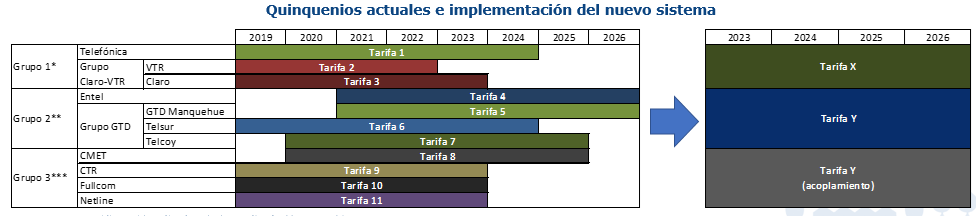 Quinquenios actuales e implementación del nuevo sistema
2019 2020 2021 2022 2023 2024 2025 2026
Grupo 1*
Telefónica
Tarifa 1
Grupo
Claro-VTR
VTR
Tarifa 2
Claro
Tarifa 3
Grupo 2**
Entel
Tarifa 4
Grupo GTD
GTD Manquehue
Tarifa 5
Telsur
Tarifa 6
Telcoy
Tarifa 7
Grupo 3***
CMET
Tarifa 8
CTR
Tarifa 9
Fullcom
Tarifa 10
Netline
Tarifa 11
2023 2024 2025 2026
Tarifa X
Tarifa Y
Tarifa Y
(acoplamiento)